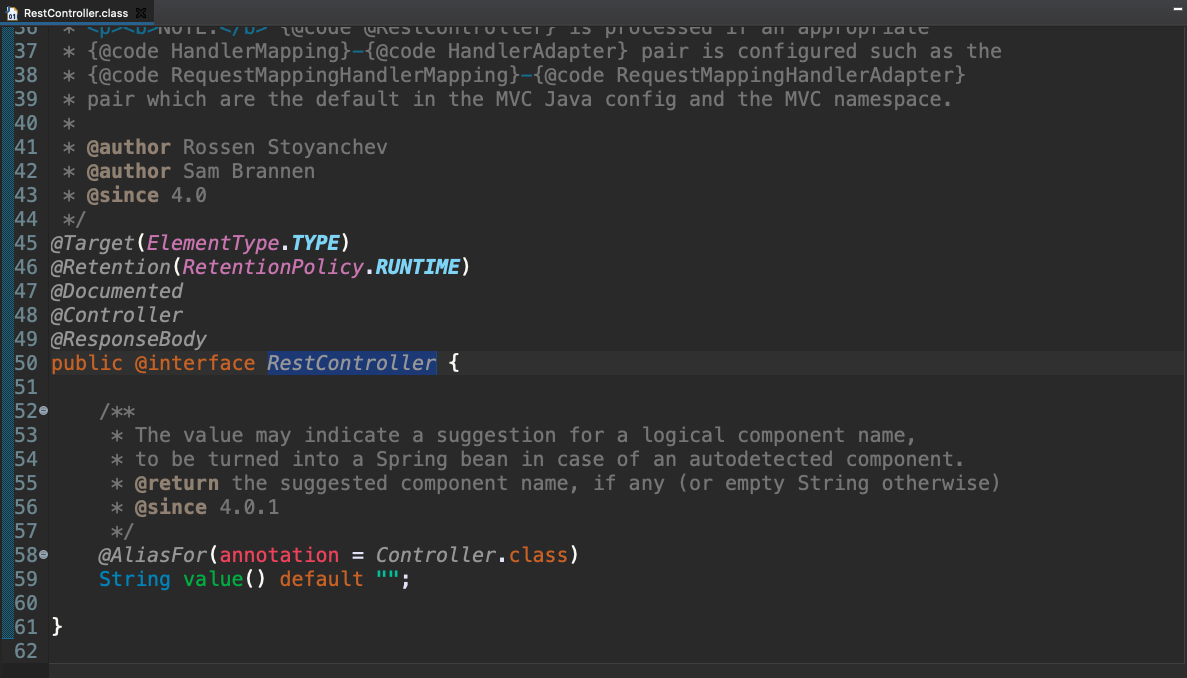 RestController.class
36 * <p><b>NOTE:</b> {@code @RestController} is processed if an appropriate
37 * {@code HandlerMapping}-{@code HandlerAdapter} pair is configured such as the
38 * {@code RequestMappingHandlerMapping}-{@code RequestMappingHandlerAdapter}
39 * pair which are the default in the MVC Java config and the MVC namespace.
40 *
41 * @author Rossen Stoyanchev
42 * @author Sam Brannen
43 * @since 4.0
44 */
45 @Target(ElementType.TYPE)
46 @Retention(RetentionPolicy.RUNTIME)
47 @Documented
48 @Controller
49 @ResponseBody
50 public @interface RestController {
51
52 /**
53 * The value may indicate a suggestion for a logical component name,
54 * to be turned into a Spring bean in case of an autodetected component.
55 * @return the suggested component name, if any (or empty String otherwise)
56 * @since 4.0.1
57 */
58 @AliasFor(annotation = Controller.class)
59 String value() default "";
60
61 }
62